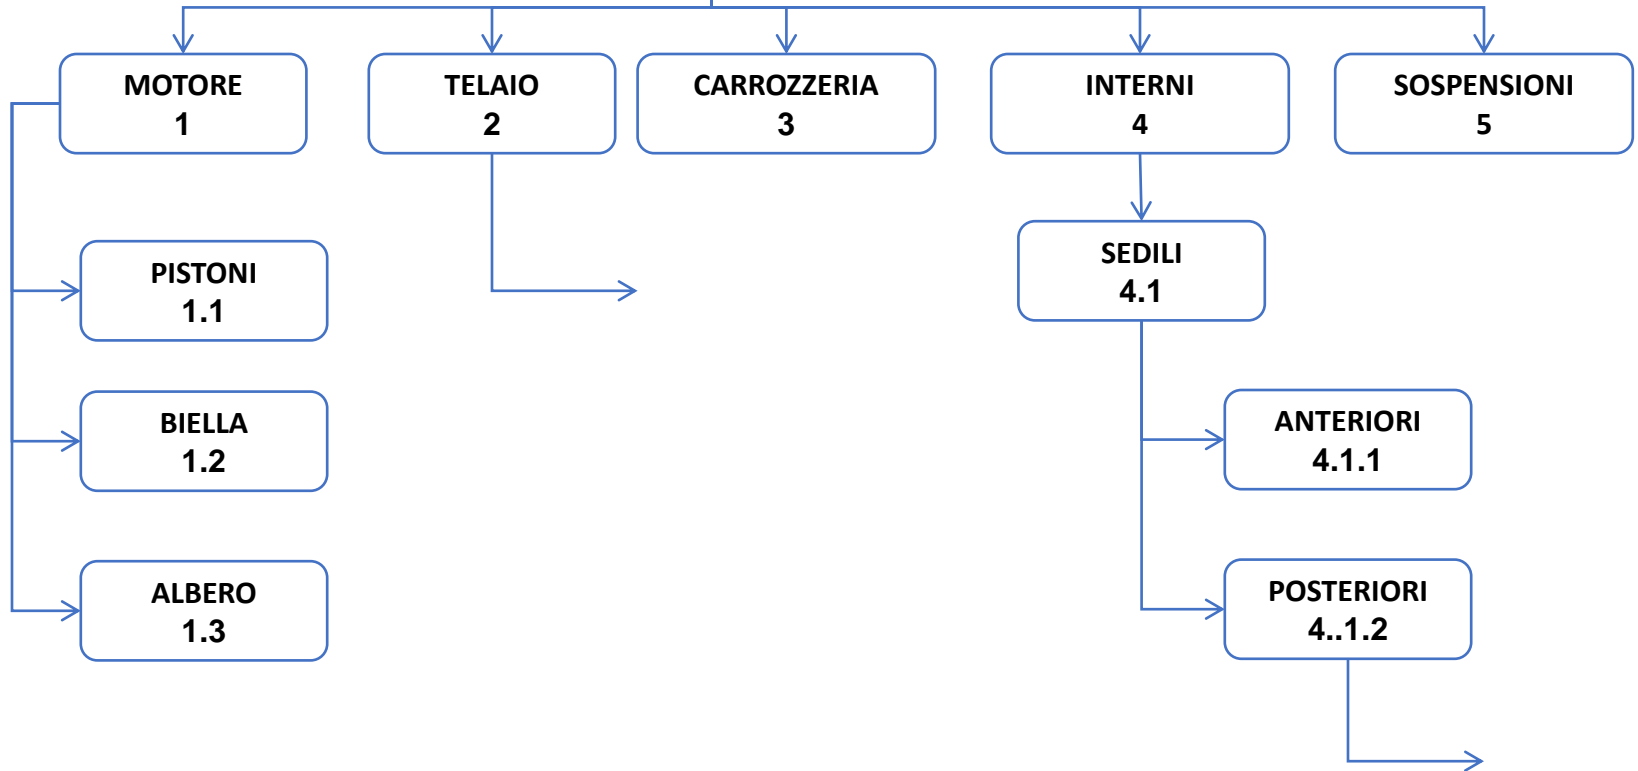 MOTORE
1
TELAIO
2
CARROZZERIA
3
INTERNI
4
SOSPENSIONI
5
PISTONI
1.1
BIELLA
1.2
ALBERO
1.3
SEDILI
4.1
ANTERIORI
4.1.1
POSTERIORI
4..1.2